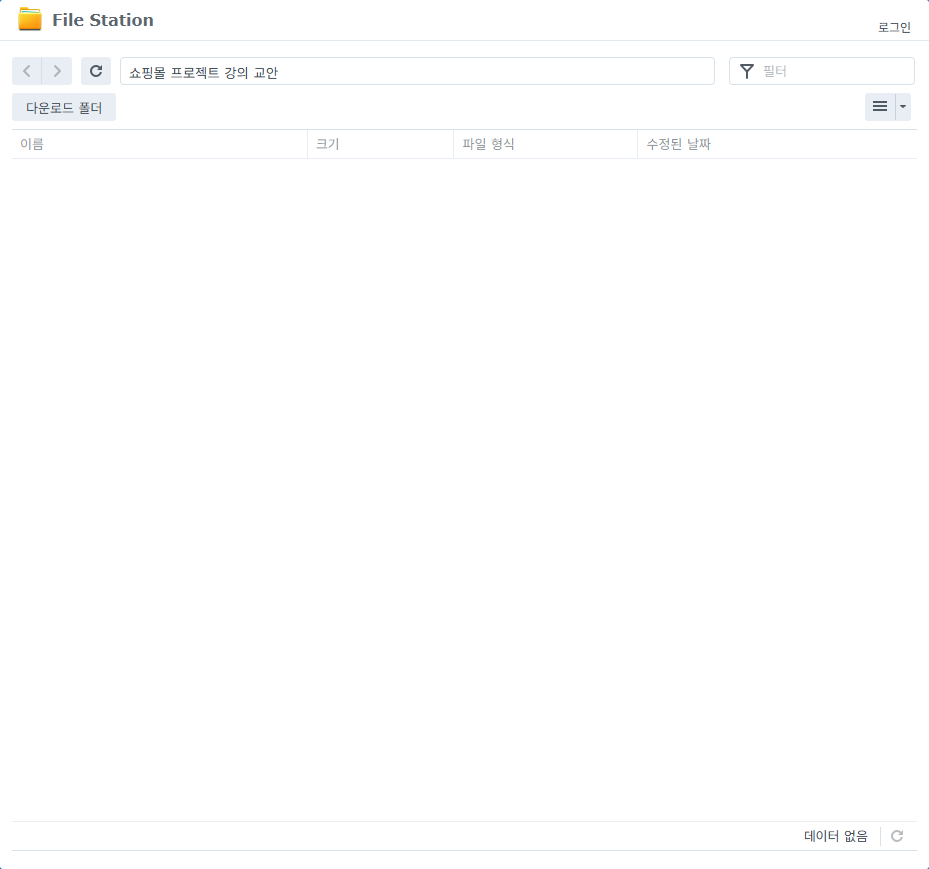 File Station
로그인
쇼핑몰 프로젝트 강의 교안
필터
다운로드 폴더
이름 크기 파일 형식 수정된 날짜
데이터 없음